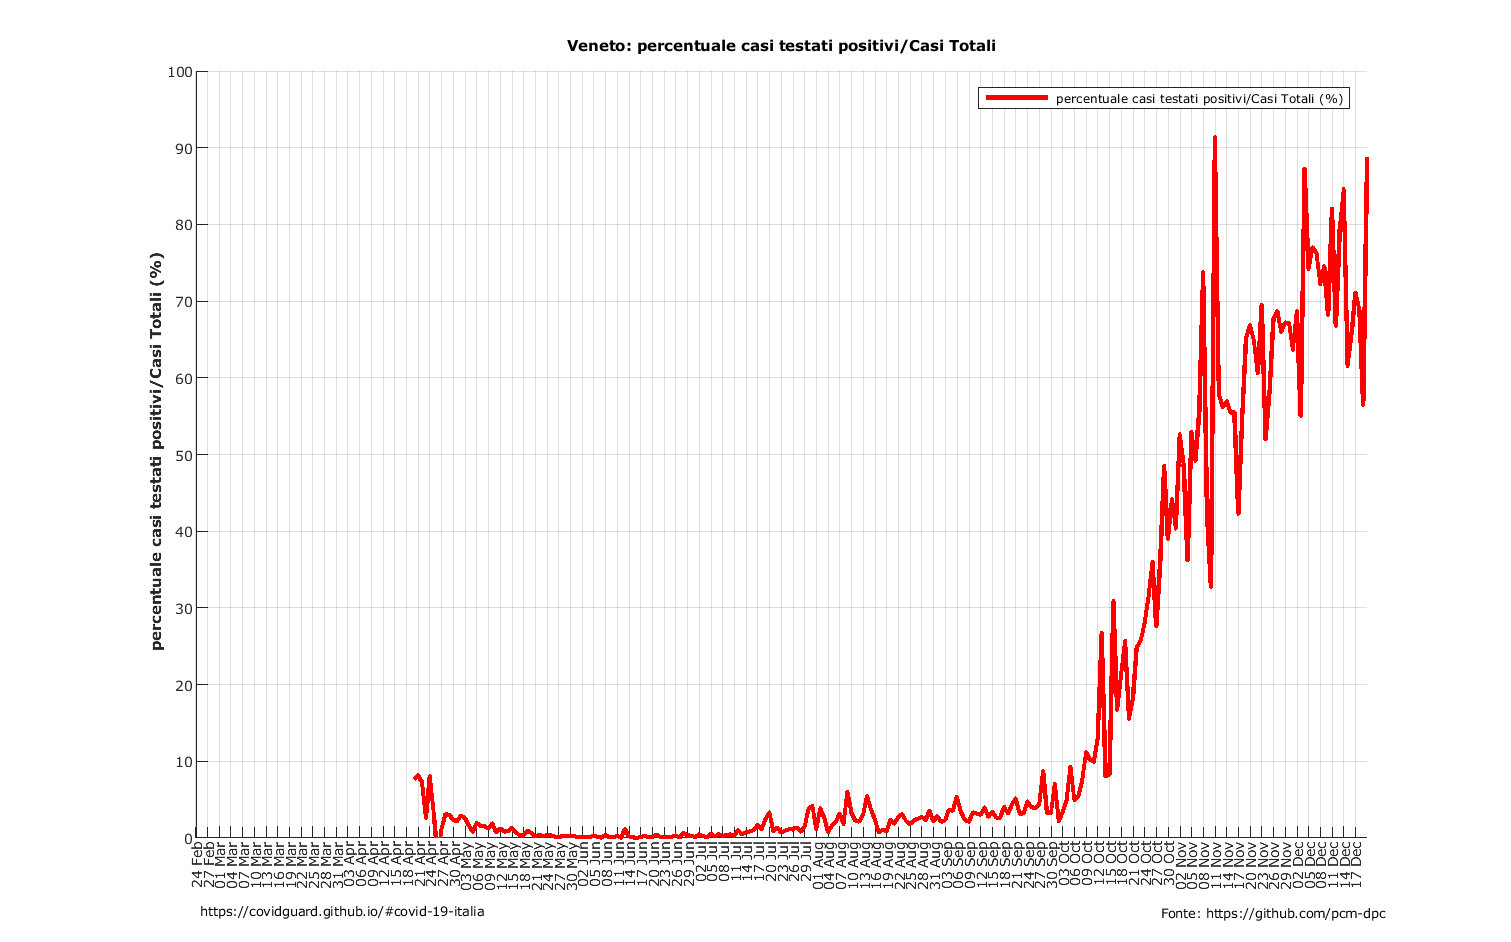 Veneto: percentuale casi testati positivi/Casi Totali
percentuale casi testati positivi/Casi Totali (%)
percentuale casi testati positivi/Casi Totali (%)
100
90
80
70
60
50
40
30
20
10
0
24 Feb
27 Feb
01 Mar
04 Mar
07 Mar
10 Mar
13 Mar
16 Mar
19 Mar
22 Mar
25 Mar
28 Mar
31 Mar
03 Apr
06 Apr
09 Apr
12 Apr
15 Apr
18 Apr
21 Apr
24 Apr
27 Apr
30 Apr
03 May
06 May
09 May
12 May
15 May
18 May
21 May
24 May
27 May
30 May
02 Jun
05 Jun
08 Jun
11 Jun
14 Jun
17 Jun
20 Jun
23 Jun
26 Jun
29 Jun
02 Jul
05 Jul
08 Jul
11 Jul
14 Jul
17 Jul
20 Jul
23 Jul
26 Jul
29 Jul
01 Aug
04 Aug
07 Aug
10 Aug
13 Aug
16 Aug
19 Aug
22 Aug
25 Aug
28 Aug
31 Aug
03 Sep
06 Sep
09 Sep
12 Sep
15 Sep
18 Sep
21 Sep
24 Sep
27 Sep
30 Sep
03 Oct
06 Oct
09 Oct
12 Oct
15 Oct
18 Oct
21 Oct
24 Oct
27 Oct
30 Oct
02 Nov
05 Nov
08 Nov
11 Nov
14 Nov
17 Nov
20 Nov
23 Nov
26 Nov
29 Nov
02 Dec
05 Dec
08 Dec
11 Dec
14 Dec
17 Dec
https://covidguard.github.io/#covid-19-italia
Fonte: https://github.com/pcm-dpc